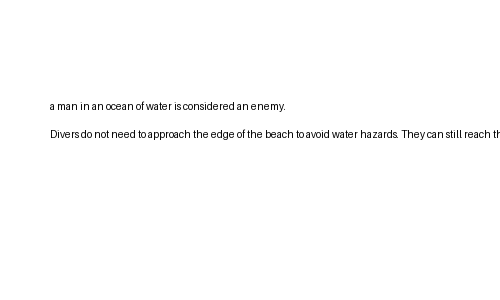 a man in an ocean of water is considered an enemy.
Divers do not need to approach the edge of the beach to avoid water hazards. They can still reach